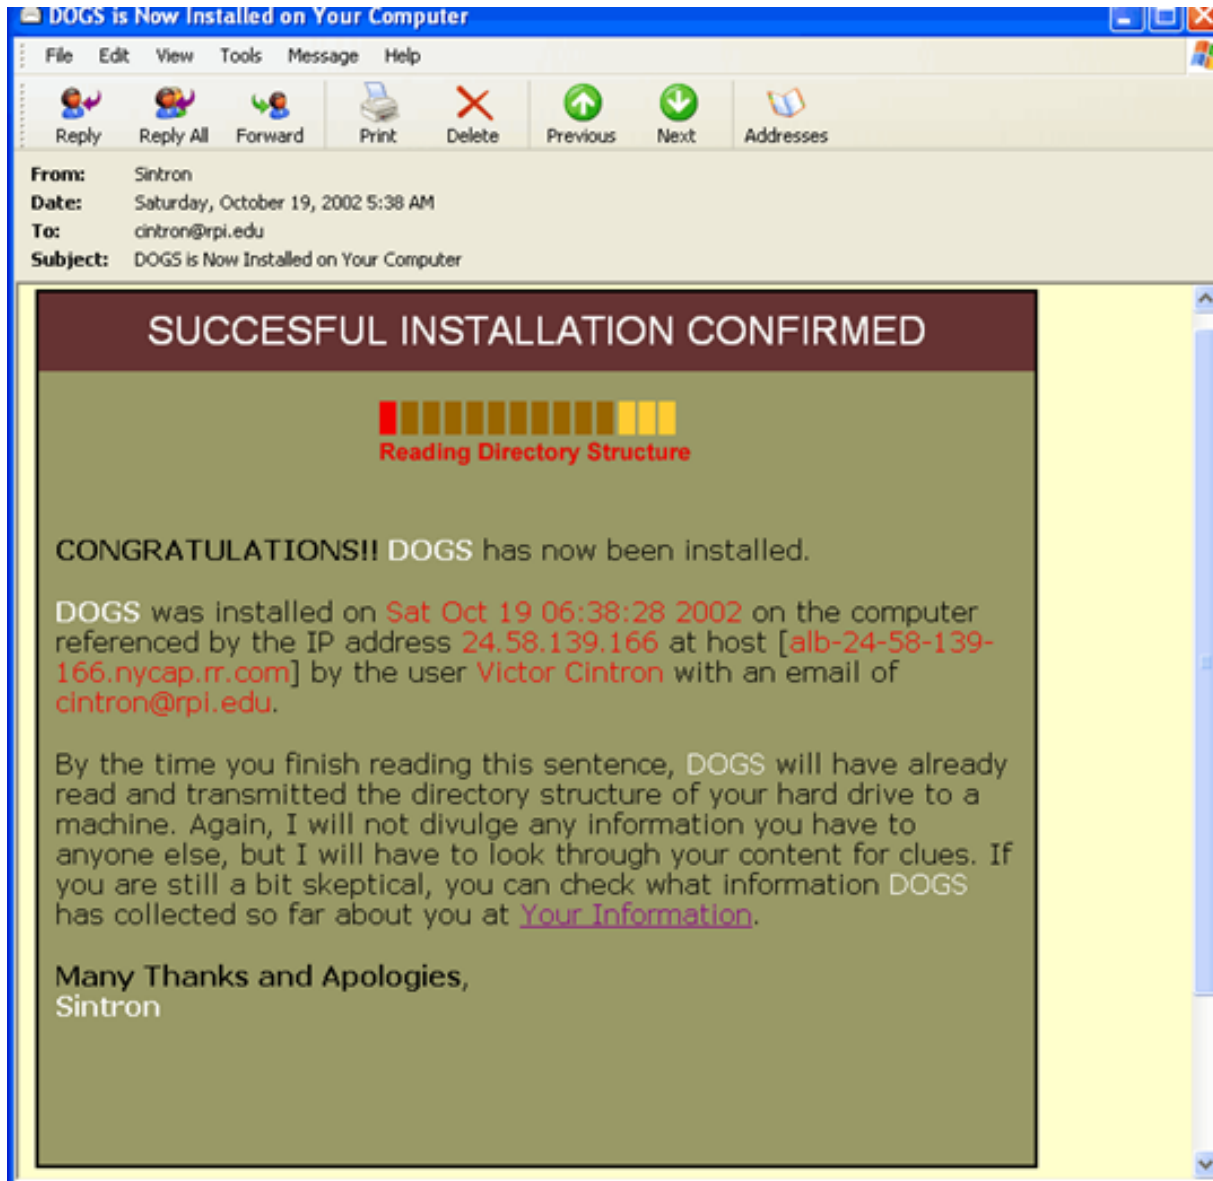 DOGS is Now Installed on Your Computer
File Edit View Tools Message Help
Reply Reply All Forward Print Delete Previous Next Addresses
From: Sintron
Date: Saturday, October 19, 2002 5:38 AM
To: cintron@rpi.edu
Subject: DOGS is Now Installed on Your Computer
SUCCESFUL INSTALLATION CONFIRMED
Reading Directory Structure
CONGRATULATIONS!! DOGS has now been installed.
DOGS was installed on Sat Oct 19 06:38:28 2002 on the computer
referenced by the IP address 24.58.139.166 at host [alb-24-58-139-
166.nycap.rr.com] by the user Victor Cintron with an email of
cintron@rpi.edu.
By the time you finish reading this sentence, DOGS will have already
read and transmitted the directory structure of your hard drive to a
machine. Again, I will not divulge any information you have to
anyone else, but I will have to look through your content for clues. If
you are still a bit skeptical, you can check what information DOGS
has collected so far about you at Your Information.
Many Thanks and Apologies,
Sintron